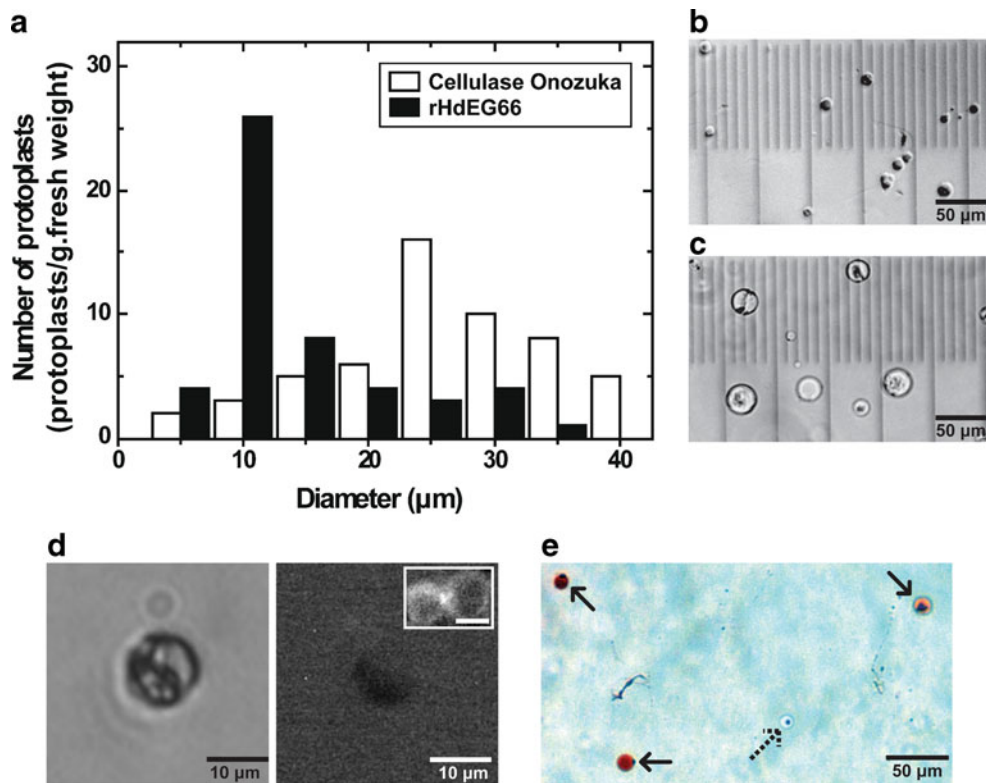 a
Number of protoplasts
(protoplasts/g.fresh weight)
30
20
10
0
Cellulase Onozuka
rHdEG66
0
10
20
30
40
Diameter (µm)
b
50 µm
c
50 µm
d
10 µm
10 µm
e
50 µm